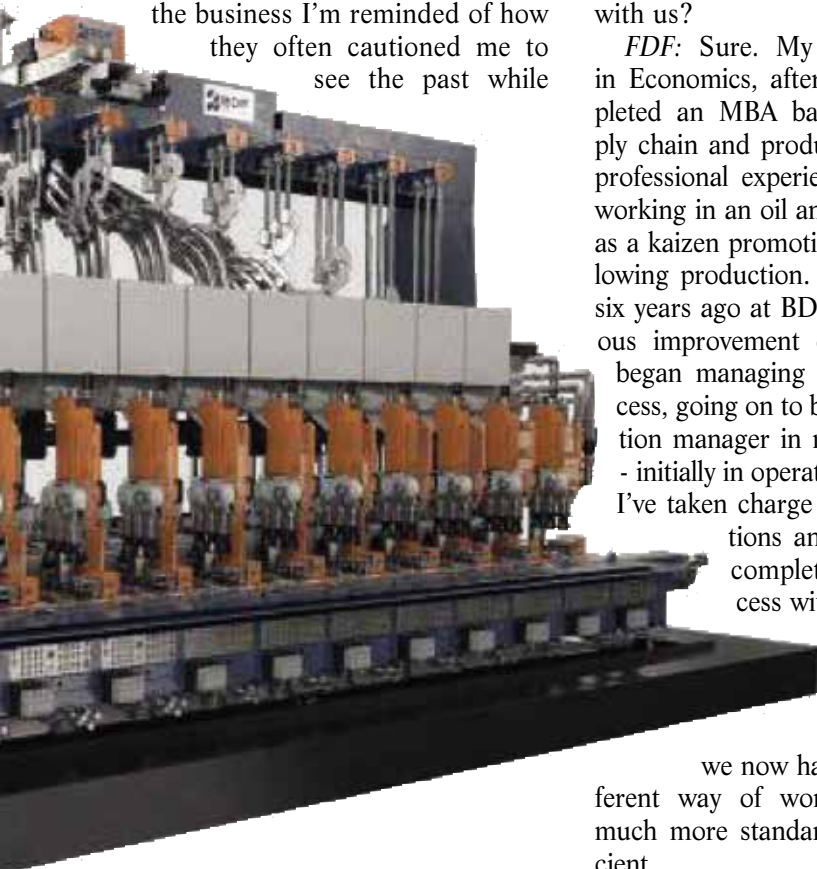 the business I'm reminded of how
they often cautioned me to
see the past while
with us?
FDF: Sure. My
in Economics, after
pleted an MBA ba
ply chain and produ
professional experie
working in an oil an
as a kaizen promoti
lowing production.
six years ago at BD
ous improvement
began managing
cess, going on to b
tion manager in r
- initially in operat
I've taken charge
tions an
complet
cess wi
we now ha
ferent way of wor
much more standar
cient